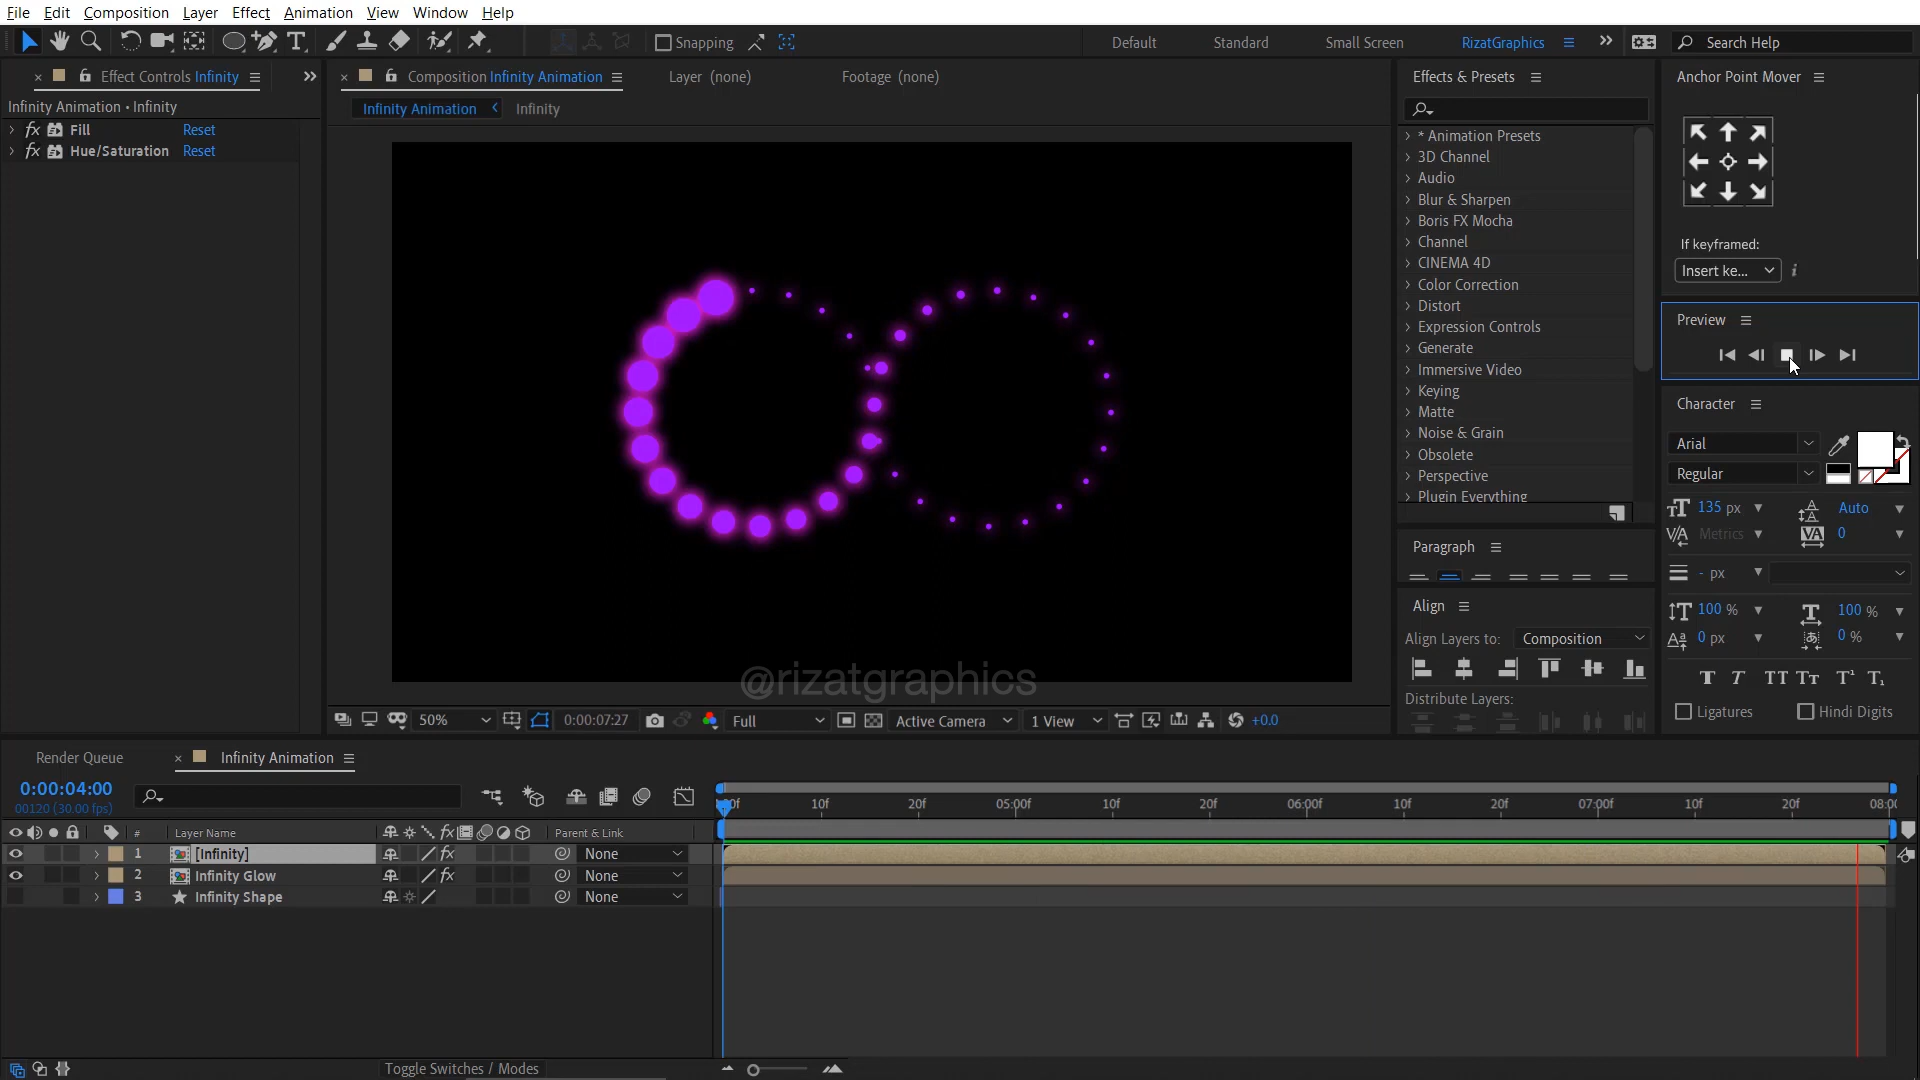 File Edit Composition Layer Effect Animation View Window Help
Snapping Default Standard Small Screen RizatGraphics Search Help
Effect Controls Infinity
Infinity Animation • Infinity
fx Fill Reset
fx Hue/Saturation Reset
Composition Infinity Animation Layer (none) Footage (none)
Infinity Animation Infinity
@rizatgraphics
50% 0:00:07:27 Full Active Camera 1 View +0.0
Effects & Presets
* Animation Presets
3D Channel
Audio
Blur & Sharpen
Boris FX Mocha
Channel
CINEMA 4D
Color Correction
Distort
Expression Controls
Generate
Immersive Video
Keying
Matte
Noise & Grain
Obsolete
Perspective
Plugin Everything
Paragraph
Align
Align Layers to: Composition
Distribute Layers:
Anchor Point Mover
If keyframed:
Insert ke...
Preview
Character
Arial
Regular
135 px Auto
Metrics 0
- px
100 % 100 %
0 px 0 %
Ligatures Hindi Digits
Render Queue Infinity Animation
0:00:04:00
00120 (30.00 fps)
10f 20f 05:00f 10f 20f 06:00f 10f 20f 07:00f 10f 20f
# Layer Name Parent & Link
1 [Infinity] fx None
2 Infinity Glow fx None
3 Infinity Shape None
Toggle Switches / Modes